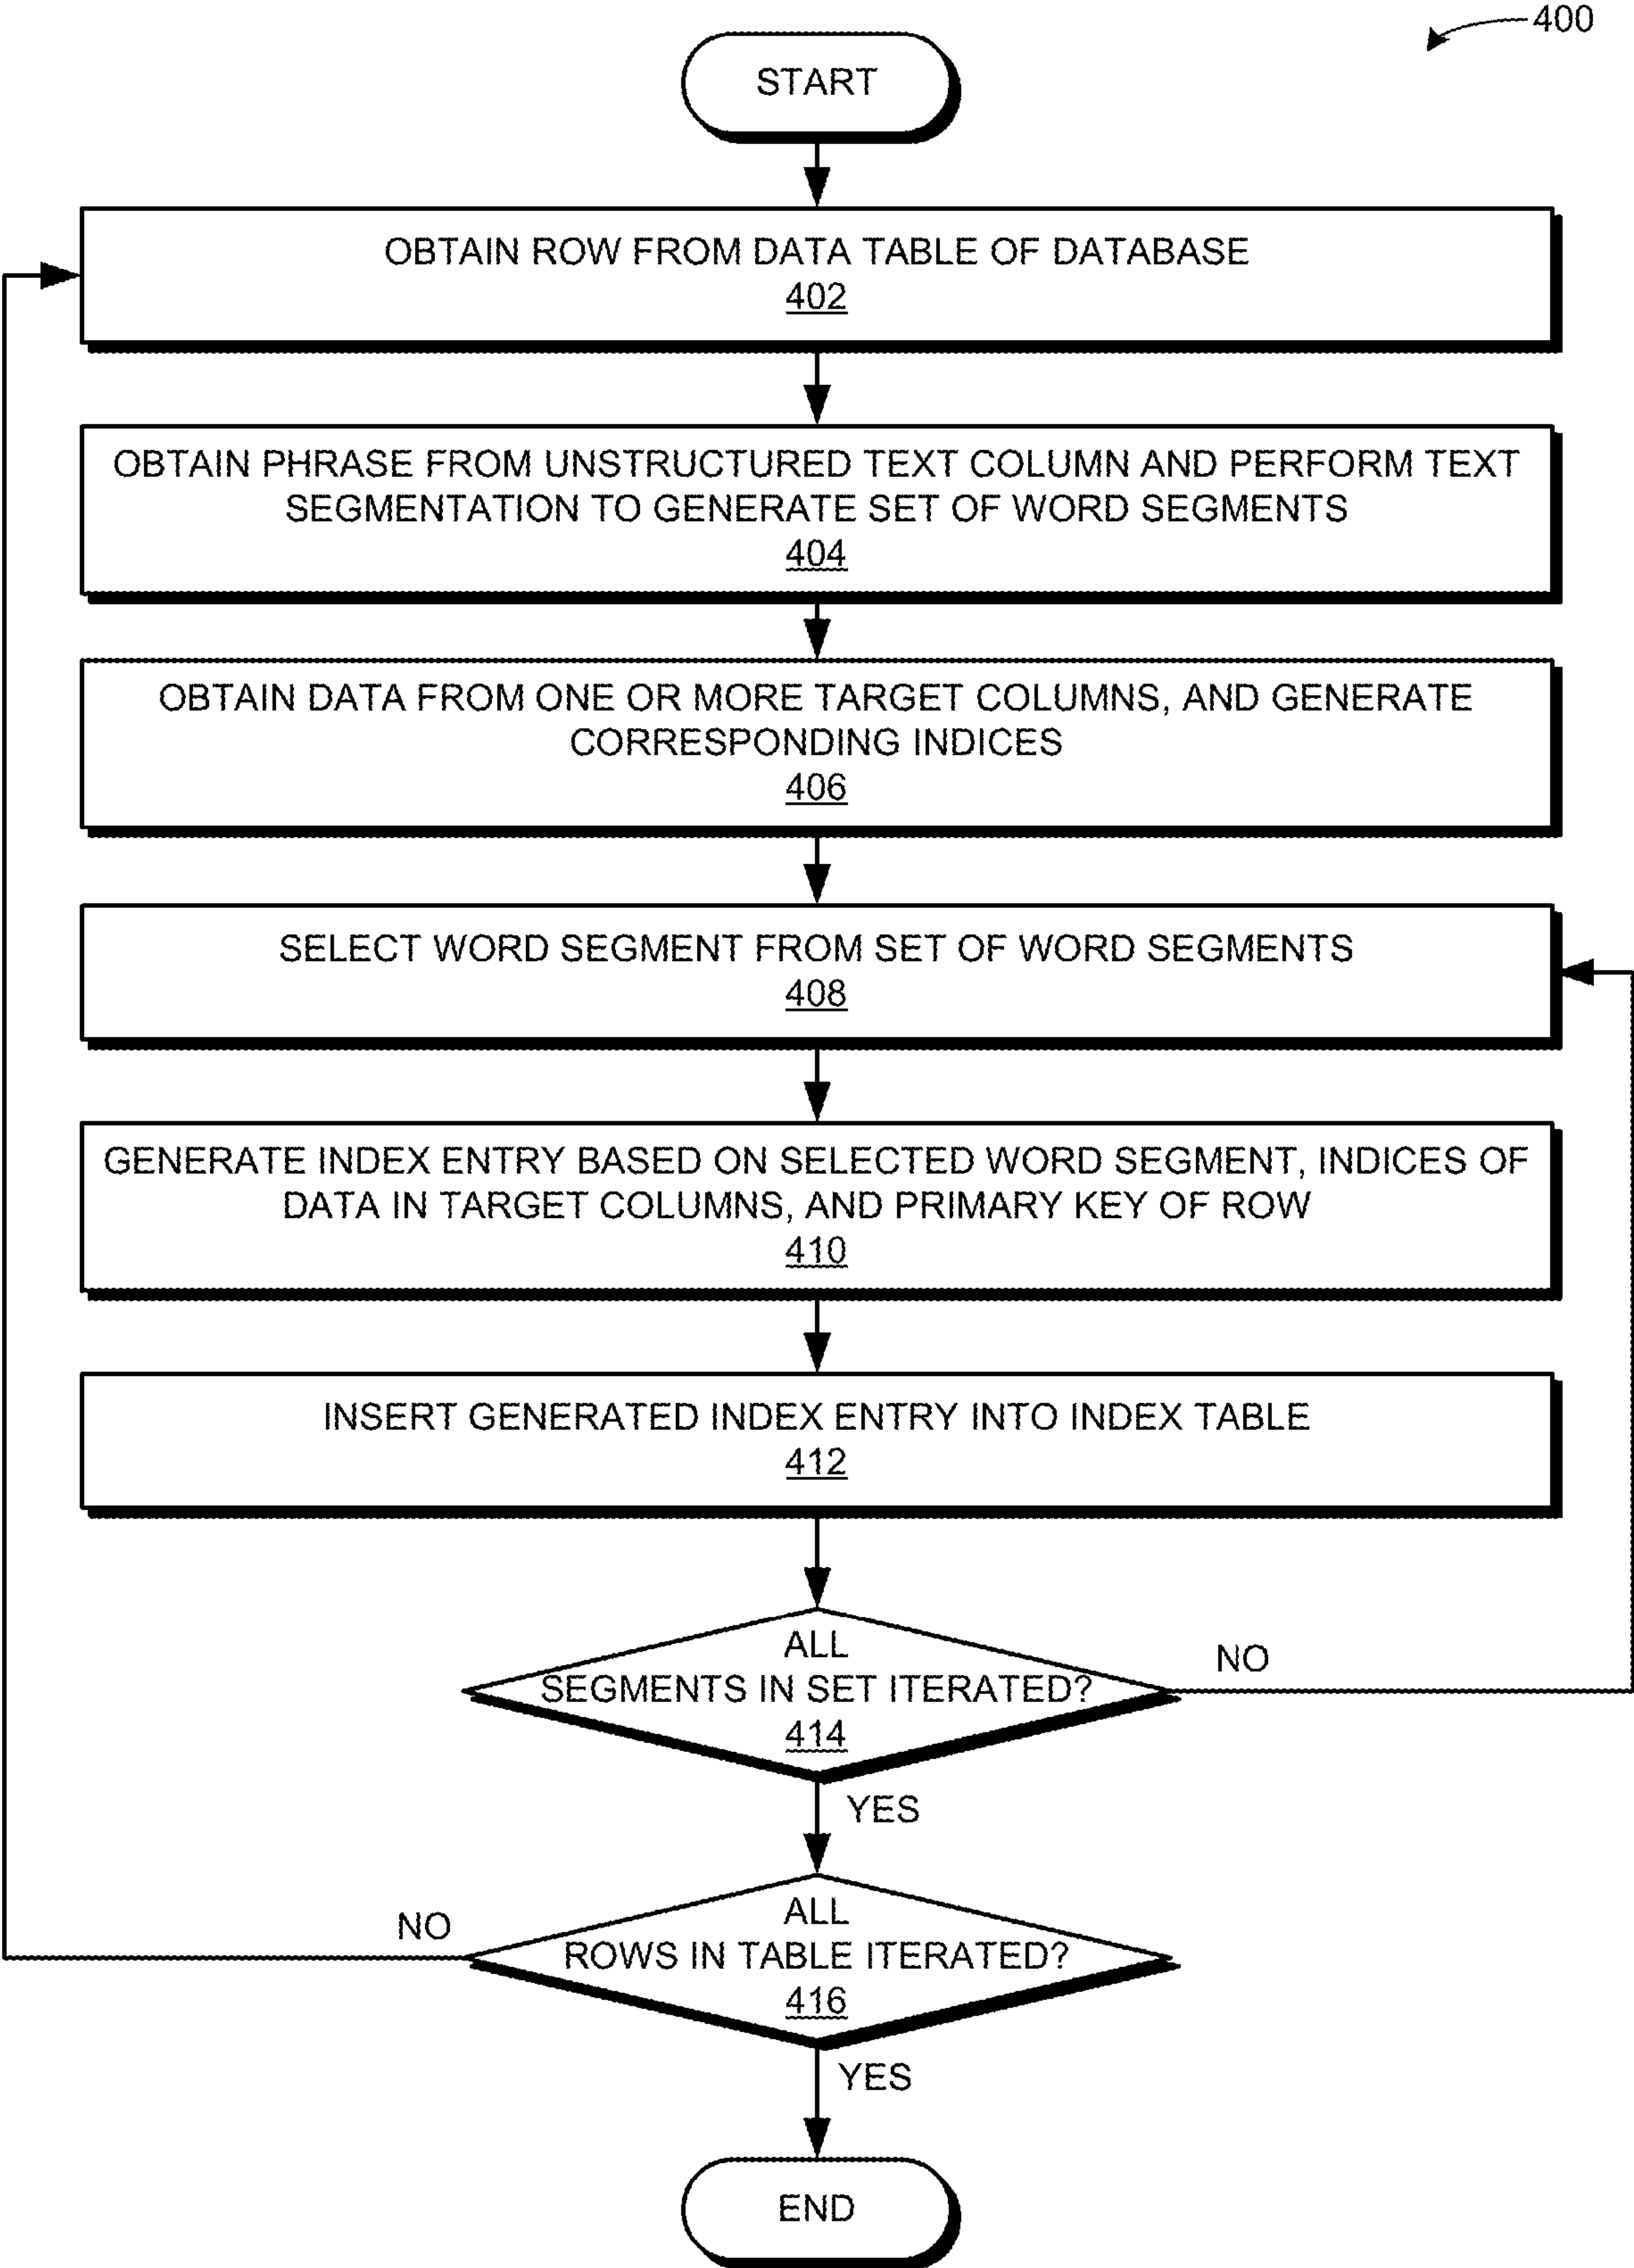 400
START
OBTAIN ROW FROM DATA TABLE OF DATABASE
402
OBTAIN PHRASE FROM UNSTRUCTURED TEXT COLUMN AND PERFORM TEXT
SEGMENTATION TO GENERATE SET OF WORD SEGMENTS
404
OBTAIN DATA FROM ONE OR MORE TARGET COLUMNS, AND GENERATE
CORRESPONDING INDICES
406
SELECT WORD SEGMENT FROM SET OF WORD SEGMENTS
408
GENERATE INDEX ENTRY BASED ON SELECTED WORD SEGMENT, INDICES OF
DATA IN TARGET COLUMNS, AND PRIMARY KEY OF ROW
410
INSERT GENERATED INDEX ENTRY INTO INDEX TABLE
412
ALL
SEGMENTS IN SET ITERATED?
414
NO
YES
ALL
ROWS IN TABLE ITERATED?
416
NO
YES
END